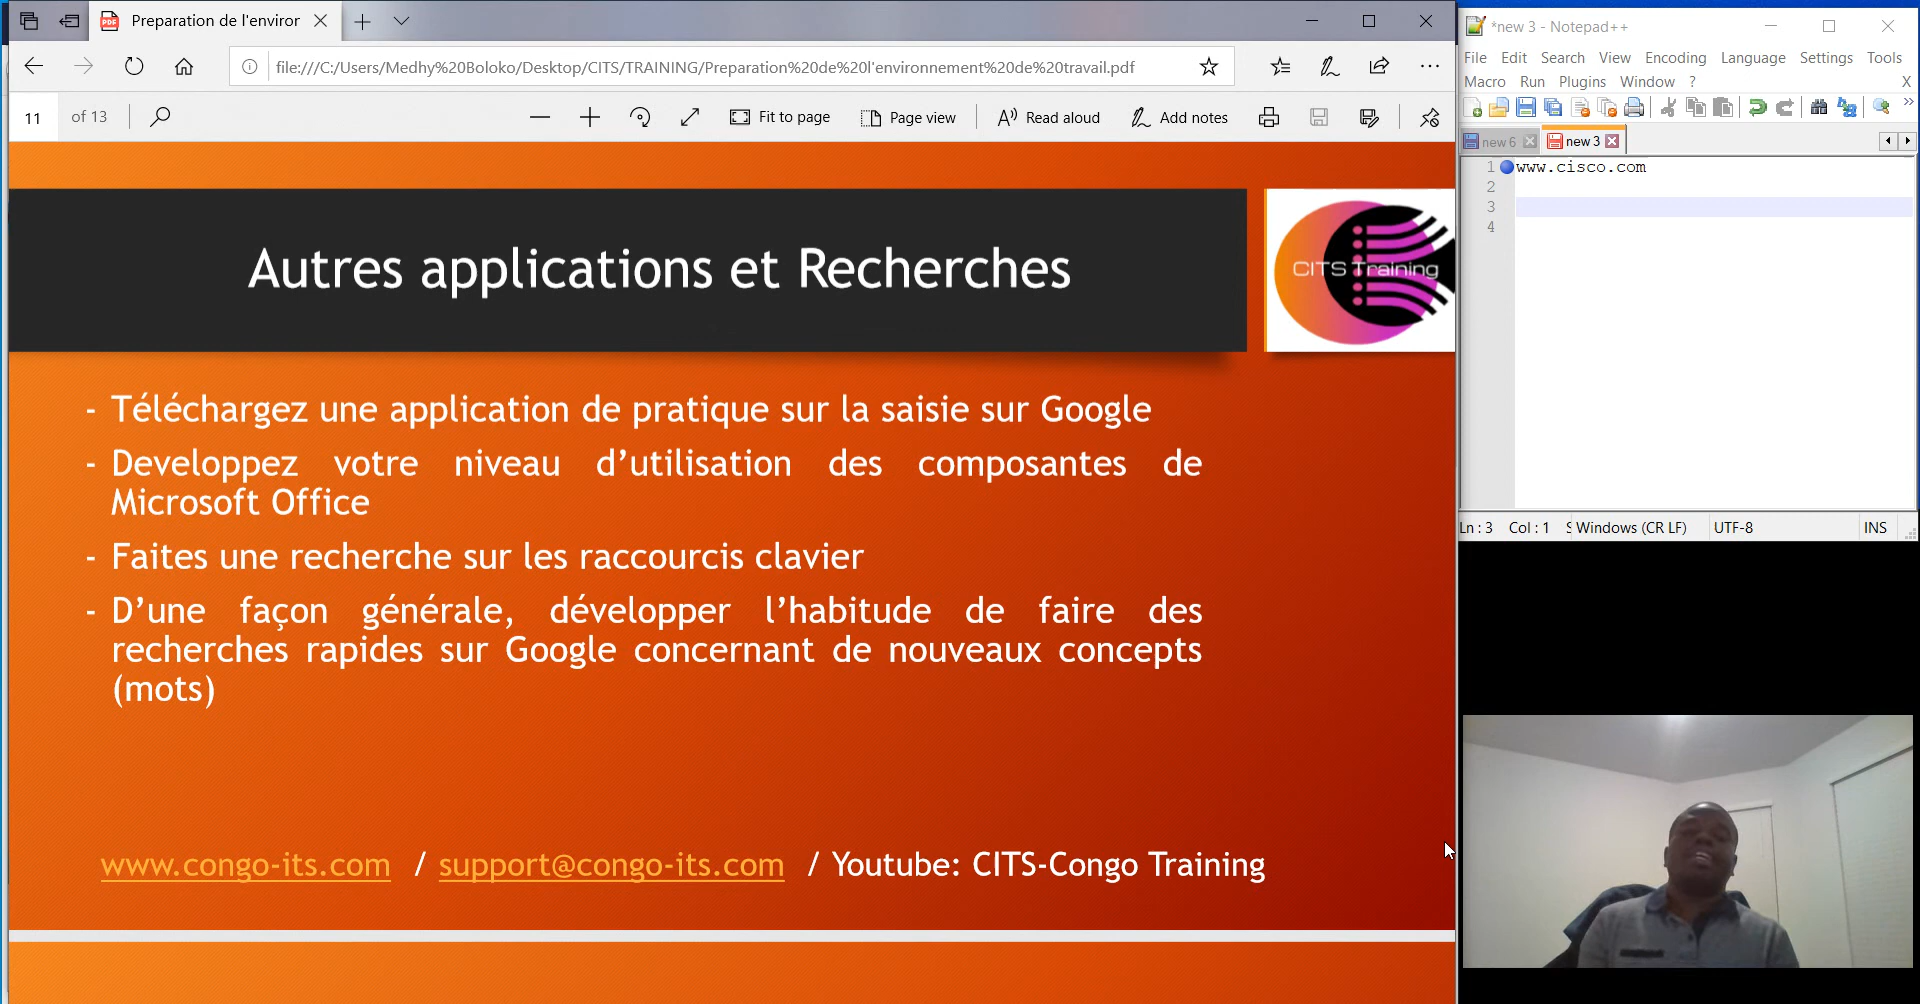 Preparation de l'environ
file:///C:/Users/Medhy%20Boloko/Desktop/CITS/TRAINING/Preparation%20de%20l'environnement%20de%20travail.pdf
11 of 13
Fit to page
Page view
Read aloud
Add notes
Autres applications et Recherches
CITS Training
- Téléchargez une application de pratique sur la saisie sur Google
- Developpez votre niveau d’utilisation des composantes de
Microsoft Office
- Faites une recherche sur les raccourcis clavier
- D’une façon générale, développer l’habitude de faire des
recherches rapides sur Google concernant de nouveaux concepts
(mots)
www.congo-its.com / support@congo-its.com / Youtube: CITS-Congo Training
*new 3 - Notepad++
File Edit Search View Encoding Language Settings Tools
Macro Run Plugins Window ? X
new 6 new 3
1 www.cisco.com
2
3
4
Ln : 3 Col : 1 S Windows (CR LF) UTF-8 INS